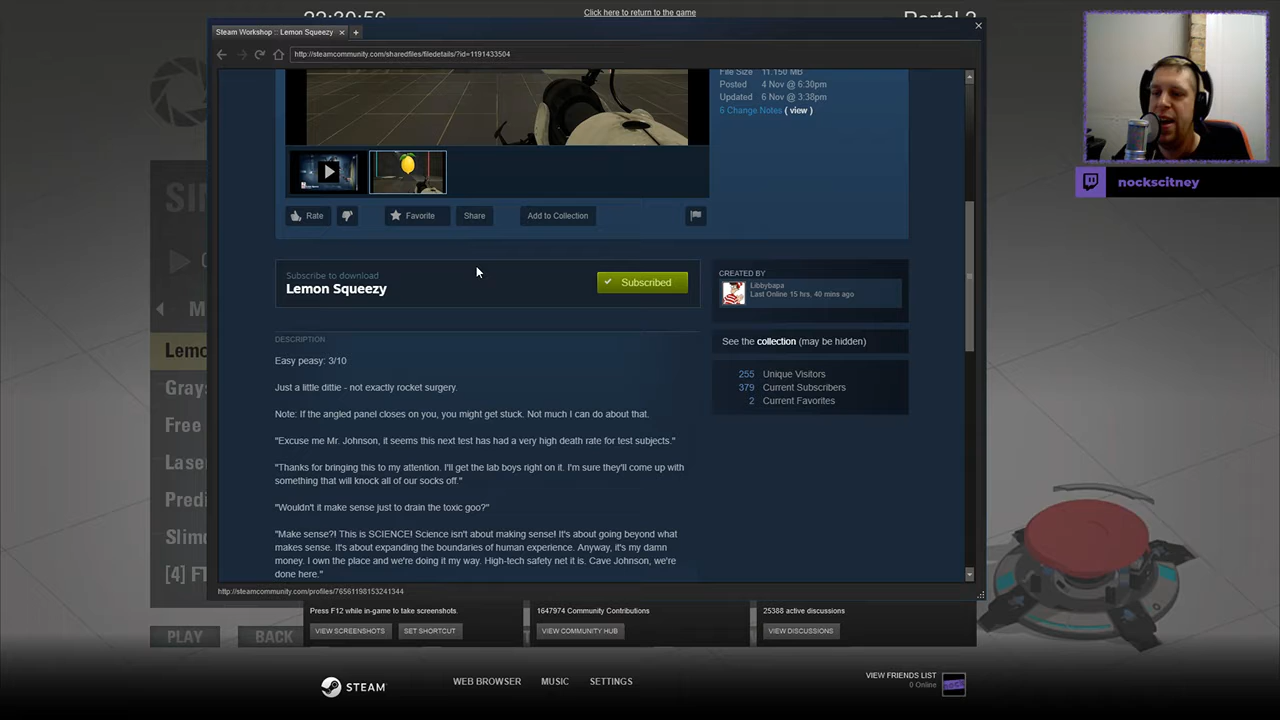 22:30:56
Click here to return to the game
Portal 2
Steam Workshop :: Lemon Squeezy
http://steamcommunity.com/sharedfiles/filedetails/?id=1191433504
File Size 11.150 MB
Posted 4 Nov @ 6:30pm
Updated 6 Nov @ 3:38pm
6 Change Notes ( view )
nockscitney
Rate
Favorite
Share
Add to Collection
Subscribe to download
Lemon Squeezy
Subscribed
CREATED BY
Libbybapa
Last Online 15 hrs, 40 mins ago
See the collection (may be hidden)
255 Unique Visitors
379 Current Subscribers
2 Current Favorites
DESCRIPTION
Easy peasy: 3/10
Just a little dittie - not exactly rocket surgery.
Note: If the angled panel closes on you, you might get stuck. Not much I can do about that.
"Excuse me Mr. Johnson, it seems this next test has had a very high death rate for test subjects."
"Thanks for bringing this to my attention. I'll get the lab boys right on it. I'm sure they'll come up with
something that will knock all of our socks off."
"Wouldn't it make sense just to drain the toxic goo?"
"Make sense?! This is SCIENCE! Science isn't about making sense! It's about going beyond what
makes sense. It's about expanding the boundaries of human experience. Anyway, it's my damn
money. I own the place and we're doing it my way. High-tech safety net it is. Cave Johnson, we're
done here."
http://steamcommunity.com/profiles/76561198153241344
SIN
M
Lemo
Grays
Free
Lase
Predi
Slim
[4] F
Press F12 while in-game to take screenshots.
1647974 Community Contributions
25388 active discussions
VIEW SCREENSHOTS
SET SHORTCUT
VIEW COMMUNITY HUB
VIEW DISCUSSIONS
PLAY
BACK
STEAM
WEB BROWSER
MUSIC
SETTINGS
VIEW FRIENDS LIST
0 Online